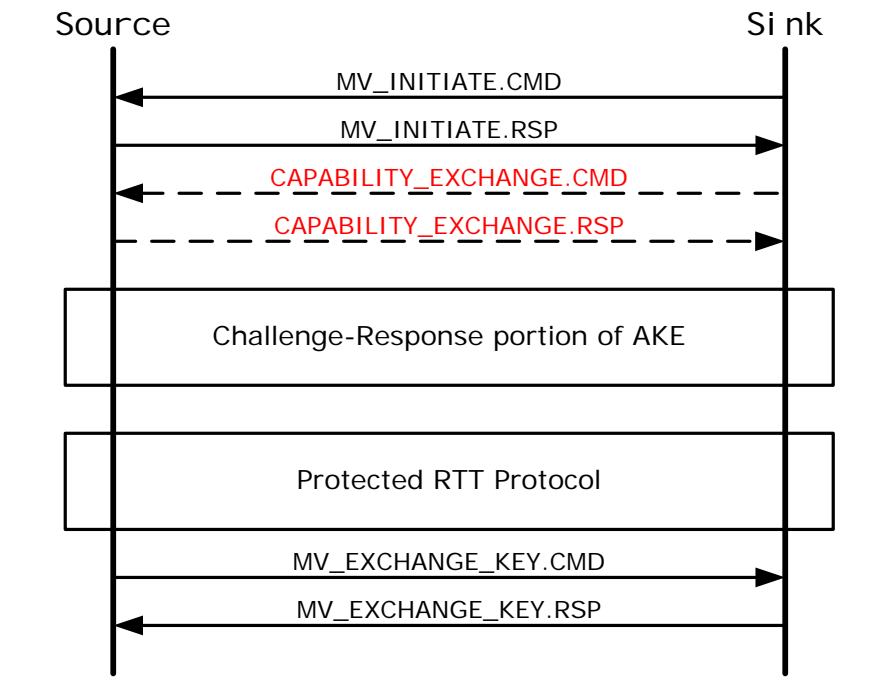 Source Sink
MV_INITIATE.CMD
MV_INITIATE.RSP
CAPABILITY_EXCHANGE.CMD
CAPABILITY_EXCHANGE.RSP
Challenge-Response portion of AKE
Protected RTT Protocol
MV_EXCHANGE_KEY.CMD
MV_EXCHANGE_KEY.RSP